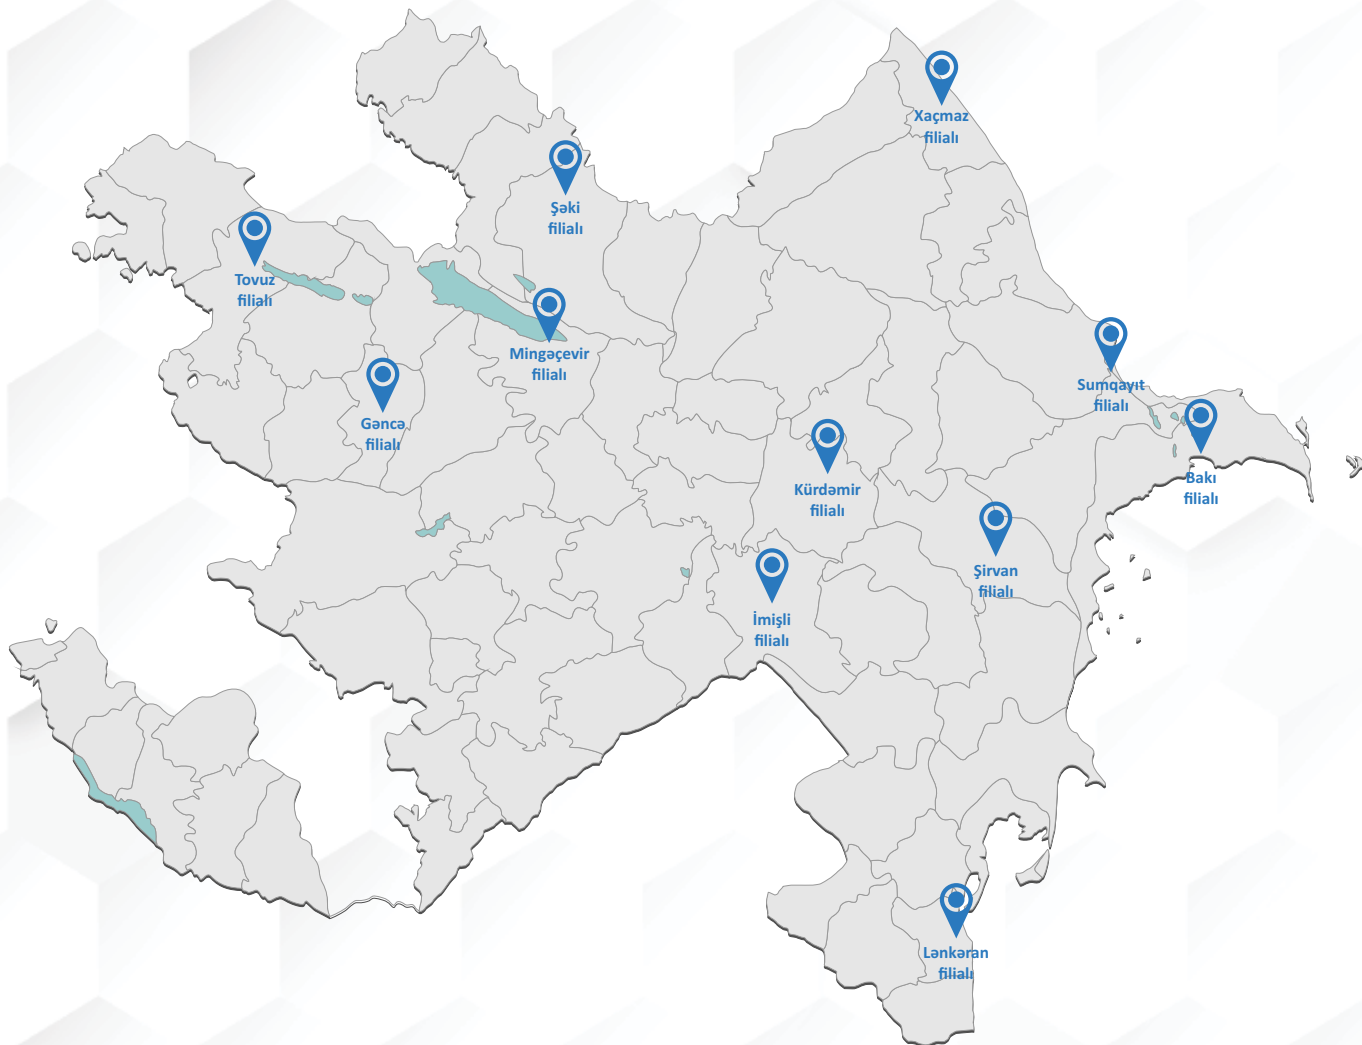 Xaçmaz
filialı
Şəki
filialı
Tovuz
filialı
Mingəçevir
filialı
Sumqayıt
filialı
Gəncə
filialı
Bakı
filialı
Kürdəmir
filialı
Şirvan
filialı
İmişli
filialı
Lənkəran
filialı